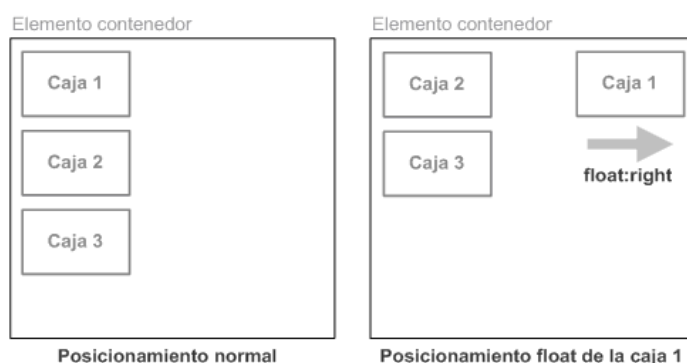 Elemento contenedor
Caja 1
Caja 2
Caja 3
Posicionamiento normal
Elemento contenedor
Caja 2
Caja 1
Caja 3
float:right
Posicionamiento float de la caja 1